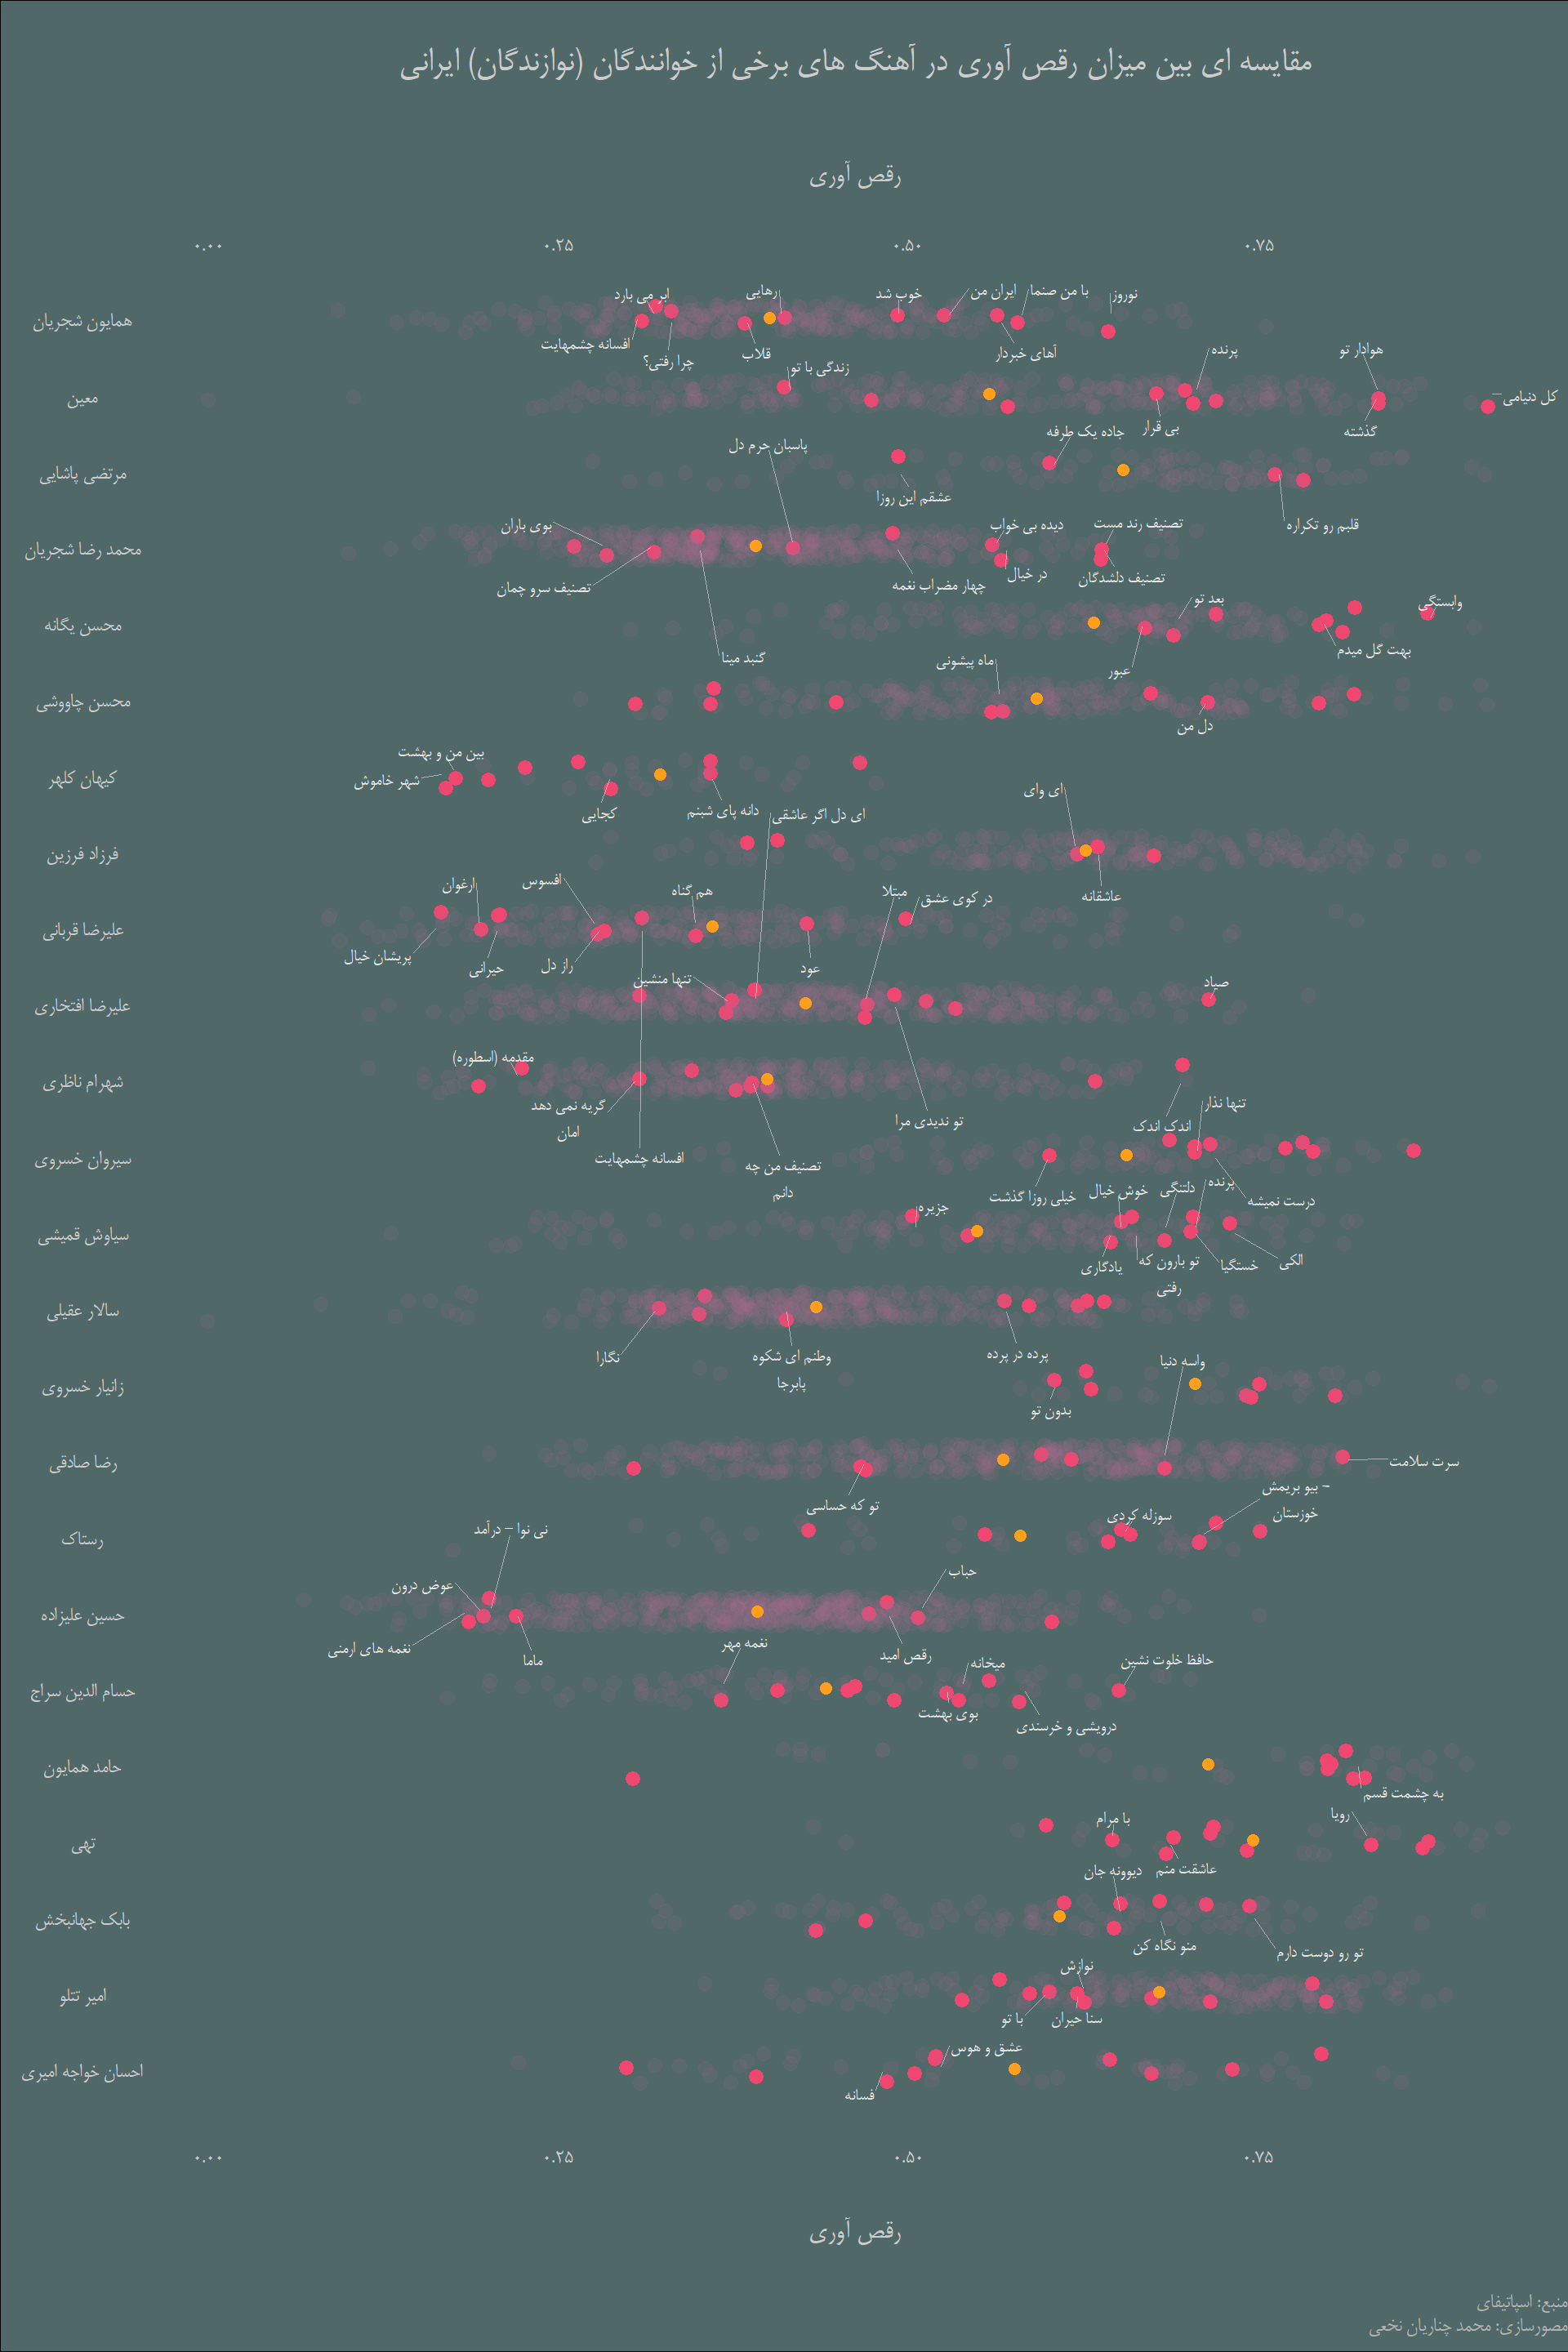 مقایسه ای بین میزان رقص آوری در آهنگ های برخی از خوانندگان (نوازندگان) ایرانی
رقص آوری
۰.۰۰ ۰.۲۵ ۰.۵۰ ۰.۷۵
همایون شجریان
ابر می بارد
رهایی
خوب شد
ایران من
با من صنما
نوروز
افسانه چشمهایت
چرا رفتی؟
قلاب
آهای خبردار
معین
زندگی با تو
پرنده
هوادار تو
کل دنیامی –
بی قرار
گذشته
مرتضی پاشایی
جاده یک طرفه
عشقم این روزا
قلبم رو تکراره
محمد رضا شجریان
پاسبان حرم دل
بوی باران
دیده بی خواب
تصنیف رند مست
تصنیف سرو چمان
چهار مضراب نغمه
در خیال
تصنیف دلشدگان
گنبد مینا
محسن یگانه
بعد تو
وابستگی
عبور
بهت گل میدم
محسن چاووشی
ماه پیشونی
دل من
کیهان کلهر
بین من و بهشت
شهر خاموش
کجایی
دانه پای شبنم
فرزاد فرزین
ای وای
عاشقانه
علیرضا قربانی
ارغوان
افسوس
هم گناه
در کوی عشق
پریشان خیال
حیرانی
راز دل
عود
افسانه چشمهایت
علیرضا افتخاری
ای دل اگر عاشقی
مبتلا
تنها منشین
صیاد
تو ندیدی مرا
شهرام ناظری
مقدمه (اسطوره)
گریه نمی دهد
امان
تصنیف من چه
دانم
اندک اندک
سیروان خسروی
تنها نذار
خیلی روزا گذشت
درست نمیشه
سیاوش قمیشی
جزیره
خوش خیال
دلتنگی
پرنده
یادگاری
تو بارون که
رفتی
خستگیا
الکی
سالار عقیلی
نگارا
وطنم ای شکوه
پابرجا
پرده در پرده
زانیار خسروی
بدون تو
رضا صادقی
واسه دنیا
تو که حساسی
سرت سلامت
رستاک
سوزله کردی
بیو بریمش –
خوزستان
حسین علیزاده
نی نوا – درآمد
عوض درون
نغمه های ارمنی
ماما
حباب
رقص امید
حسام الدین سراج
نغمه مهر
میخانه
حافظ خلوت نشین
بوی بهشت
درویشی و خرسندی
حامد همایون
به چشمت قسم
تهی
با مرام
رویا
عاشقت منم
بابک جهانبخش
دیوونه جان
منو نگاه کن
تو رو دوست دارم
امیر تتلو
نوازش
با تو
سنا حیران
احسان خواجه امیری
عشق و هوس
فسانه
۰.۰۰ ۰.۲۵ ۰.۵۰ ۰.۷۵
رقص آوری
منبع: اسپاتیفای
مصورسازی: محمد چناریان نخعی